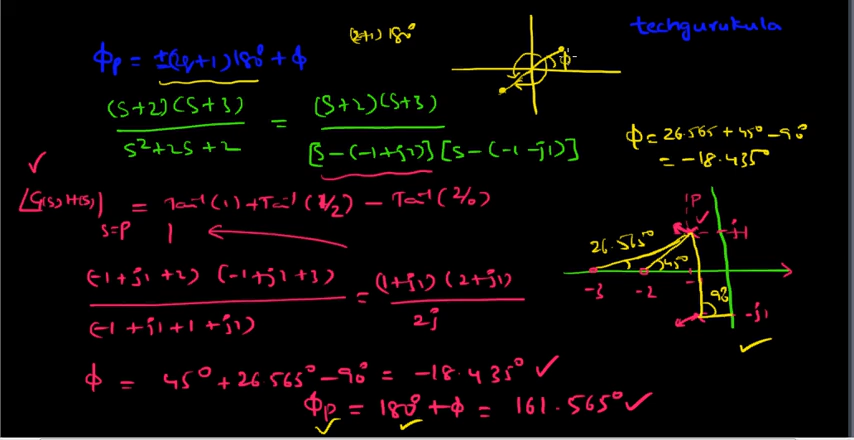 techgurukula
(2+1) 180°
Φp = ±(2q+1)180° + Φ
Φ
(S+2)(S+3) / S²+2S+2 = (S+2)(S+3) / [S-(-1+j1)][S-(-1-j1)]
Φ = 26.565 + 45° - 90°
= -18.435°
∠G(s)H(s)| s=p = Tan⁻¹(1) + Tan⁻¹(1/2) - Tan⁻¹(2/0)
(-1+j1+2) (-1+j1+3) / (-1+j1+1+j1) = (1+j1)(2+j1) / 2j
P
j1
26.565°
45°
-3 -2 -1
90
-j1
Φ = 45° + 26.565° - 90° = -18.435°
Φp = 180° + Φ = 161.565°